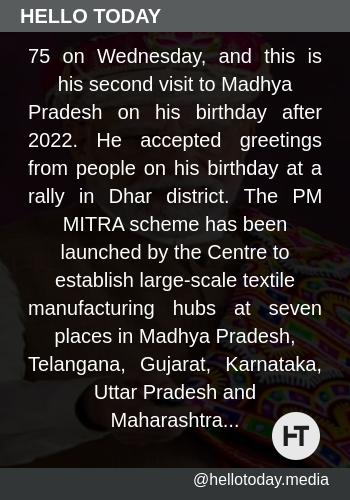 HELLO TODAY
75 on Wednesday, and this is
his second visit to Madhya
Pradesh on his birthday after
2022. He accepted greetings
from people on his birthday at a
rally in Dhar district. The PM
MITRA scheme has been
launched by the Centre to
establish large-scale textile
manufacturing hubs at seven
places in Madhya Pradesh,
Telangana, Gujarat, Karnataka,
Uttar Pradesh and
Maharashtra...
HT
@hellotoday.media